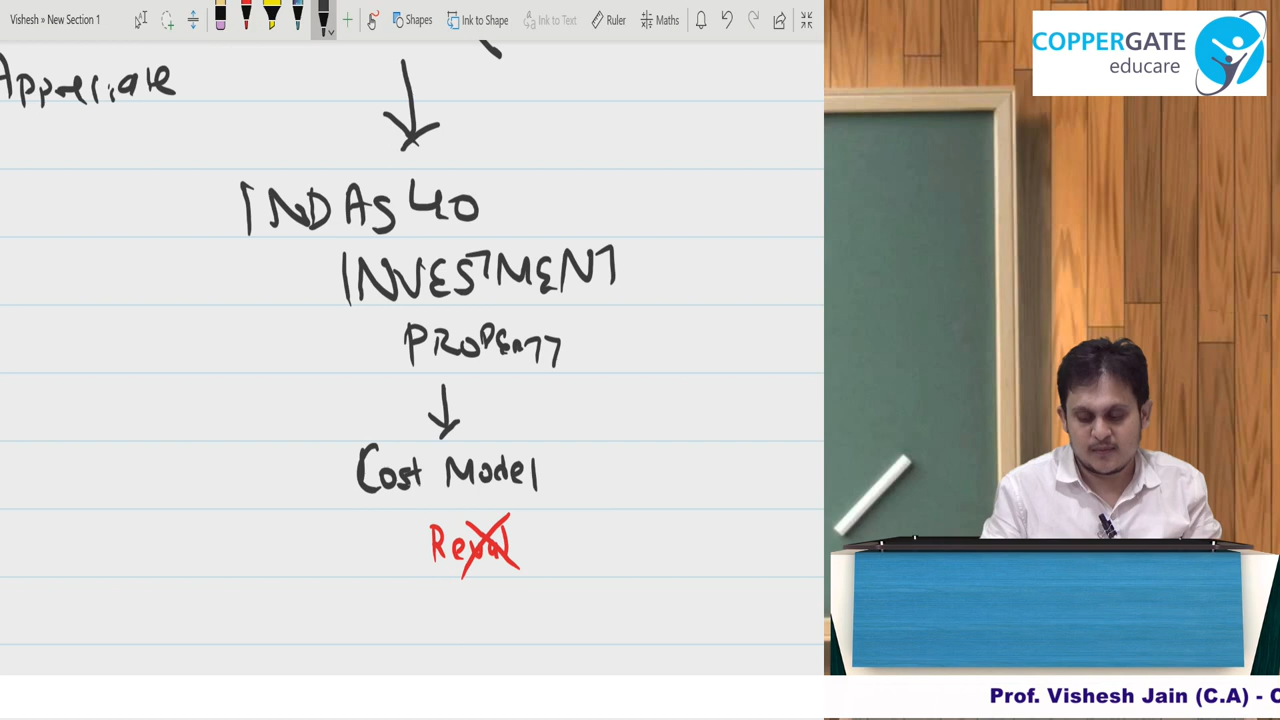 Vishesh » New Section 1
Shapes
Ink to Shape
Ink to Text
Ruler
Maths
COPPERGATE
educare
Appreciate
INDAS 40
INVESTMENT
PROPERTY
Cost Model
Reval
Prof. Vishesh Jain (C.A) - C